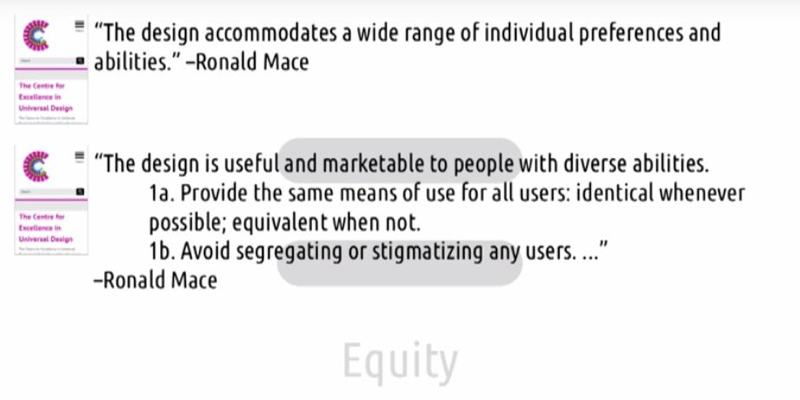 “The design accommodates a wide range of individual preferences and
abilities.” –Ronald Mace
The Centre for
Excellence in
Universal Design
“The design is useful and marketable to people with diverse abilities.
1a. Provide the same means of use for all users: identical whenever
possible; equivalent when not.
1b. Avoid segregating or stigmatizing any users. ...”
–Ronald Mace
The Centre for
Excellence in
Universal Design
Equity